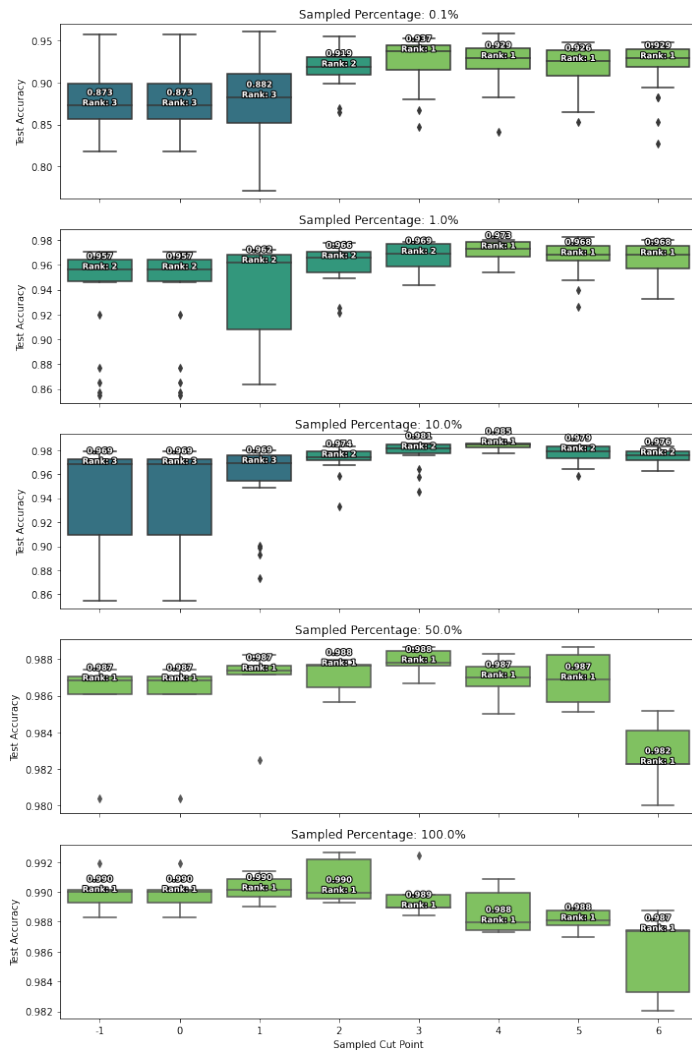 Sampled Percentage: 0.1%
0.95
0.90
0.85
0.80
Test Accuracy
0.873
Rank: 3
0.873
Rank: 3
0.882
Rank: 3
0.919
Rank: 2
0.937
Rank: 1
0.929
Rank: 1
0.926
Rank: 1
0.929
Rank: 1
Sampled Percentage: 1.0%
0.98
0.96
0.94
0.92
0.90
0.88
0.86
Test Accuracy
0.957
Rank: 2
0.957
Rank: 2
0.962
Rank: 2
0.966
Rank: 2
0.969
Rank: 2
0.973
Rank: 1
0.968
Rank: 1
0.968
Rank: 1
Sampled Percentage: 10.0%
0.98
0.96
0.94
0.92
0.90
0.88
0.86
Test Accuracy
0.969
Rank: 3
0.969
Rank: 3
0.969
Rank: 3
0.974
Rank: 2
0.981
Rank: 2
0.985
Rank: 1
0.979
Rank: 2
0.976
Rank: 2
Sampled Percentage: 50.0%
0.988
0.986
0.984
0.982
0.980
Test Accuracy
0.987
Rank: 1
0.987
Rank: 1
0.987
Rank: 1
0.988
Rank: 1
0.988
Rank: 1
0.987
Rank: 1
0.987
Rank: 1
0.982
Rank: 1
Sampled Percentage: 100.0%
0.992
0.990
0.988
0.986
0.984
0.982
Test Accuracy
0.990
Rank: 1
0.990
Rank: 1
0.990
Rank: 1
0.990
Rank: 1
0.989
Rank: 1
0.988
Rank: 1
0.988
Rank: 1
0.987
Rank: 1
-1 0 1 2 3 4 5 6
Sampled Cut Point